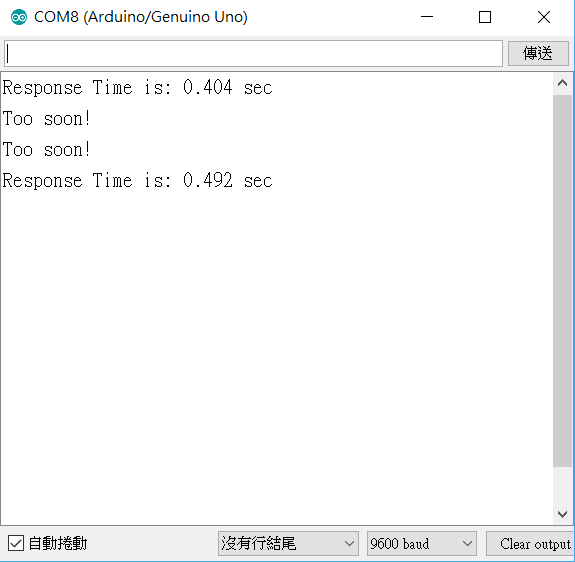 COM8 (Arduino/Genuino Uno)
傳送
Response Time is: 0.404 sec
Too soon!
Too soon!
Response Time is: 0.492 sec
自動捲動
沒有行結尾
9600 baud
Clear output